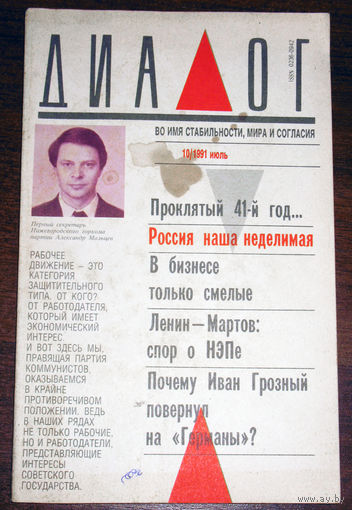 ДИАЛОГ
ISSN 0236-0942
ВО ИМЯ СТАБИЛЬНОСТИ, МИРА И СОГЛАСИЯ
10/1991 июль
Первый секретарь
Нижегородского горкома
партии Александр Мальцев
РАБОЧЕЕ
ДВИЖЕНИЕ – ЭТО
КАТЕГОРИЯ
ЗАЩИТИТЕЛЬНОГО
ТИПА. ОТ КОГО?
ОТ РАБОТОДАТЕЛЯ,
КОТОРЫЙ ИМЕЕТ
ЭКОНОМИЧЕСКИЙ
ИНТЕРЕС.
И ВОТ ЗДЕСЬ МЫ,
ПРАВЯЩАЯ ПАРТИЯ
КОММУНИСТОВ,
ОКАЗЫВАЕМСЯ
В КРАЙНЕ
ПРОТИВОРЕЧИВОМ
ПОЛОЖЕНИИ. ВЕДЬ
В НАШИХ РЯДАХ
НЕ ТОЛЬКО РАБОЧИЕ,
НО И РАБОТОДАТЕЛИ,
ПРЕДСТАВЛЯЮЩИЕ
ИНТЕРЕСЫ
СОВЕТСКОГО
ГОСУДАРСТВА.
Проклятый 41-й год...
Россия наша неделимая
В бизнесе
только смелые
Ленин — Мартов:
спор о НЭПе
Почему Иван Грозный
повернул
на «Германы»?
av.by